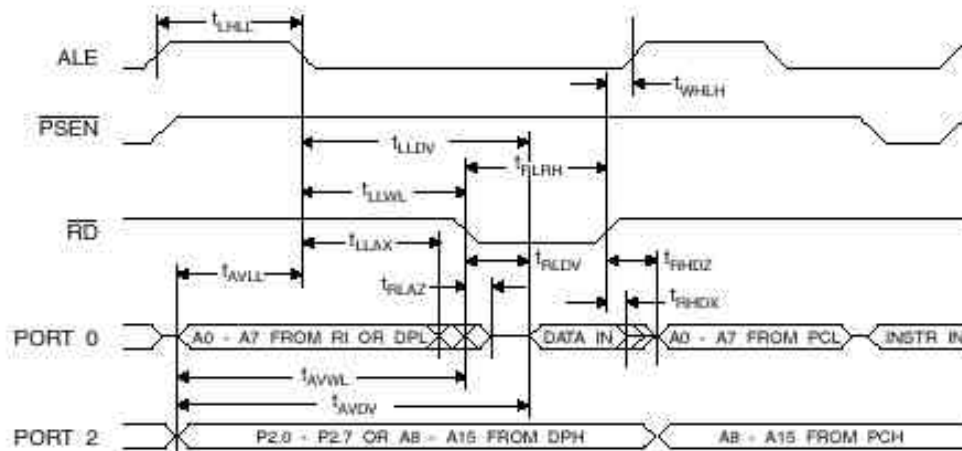 tLHLL
ALE
tWHLH
PSEN
tLLDV
tRLRH
tLLWL
RD
tLLAX
tRLDV
tRHDZ
tAVLL
tRLAZ
tRHDX
PORT 0
A0 - A7 FROM RI OR DPL
DATA IN
A0 - A7 FROM PCL
INSTR IN
tAVWL
tAVDV
PORT 2
P2.0 - P2.7 OR A8 - A15 FROM DPH
A8 - A15 FROM PCH